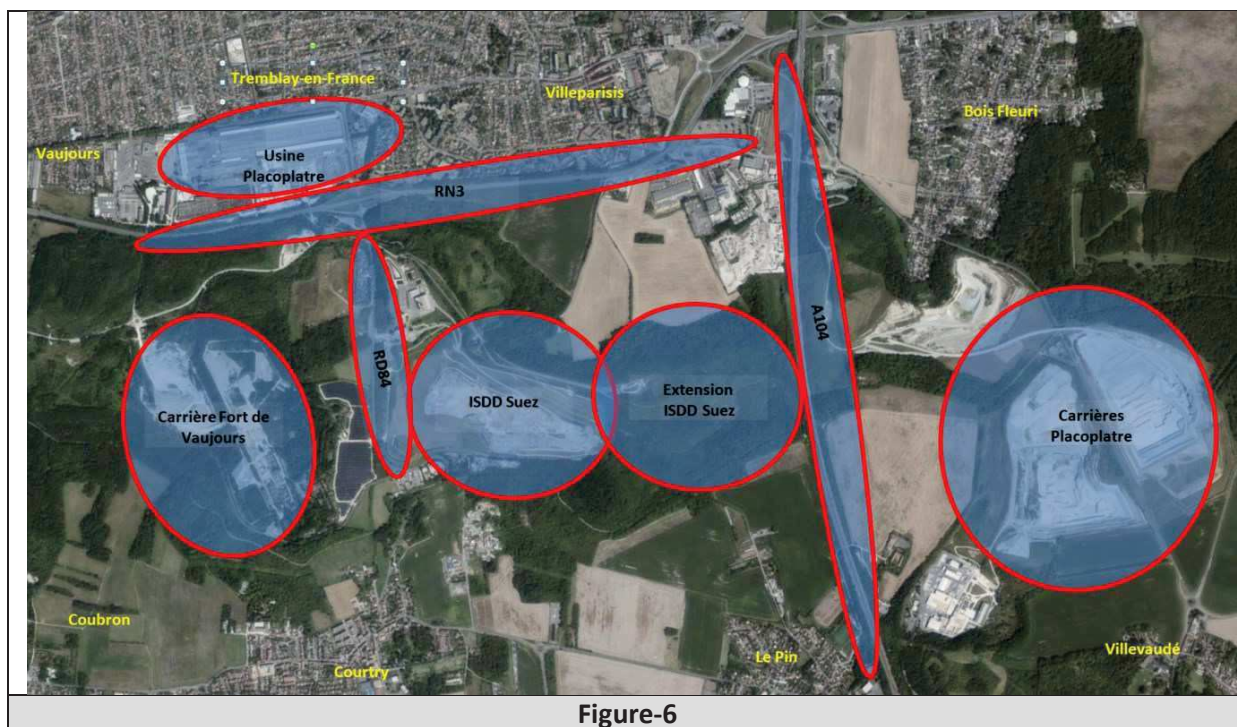 Tremblay-en-France
Villeparisis
Bois Fleuri
Vaujours
Usine
Placoplatre
RN3
A104
RD84
Carrière Fort de
Vaujours
ISDD Suez
Extension
ISDD Suez
Carrières
Placoplatre
Coubron
Courtry
Le Pin
Villevaudé
Figure-6